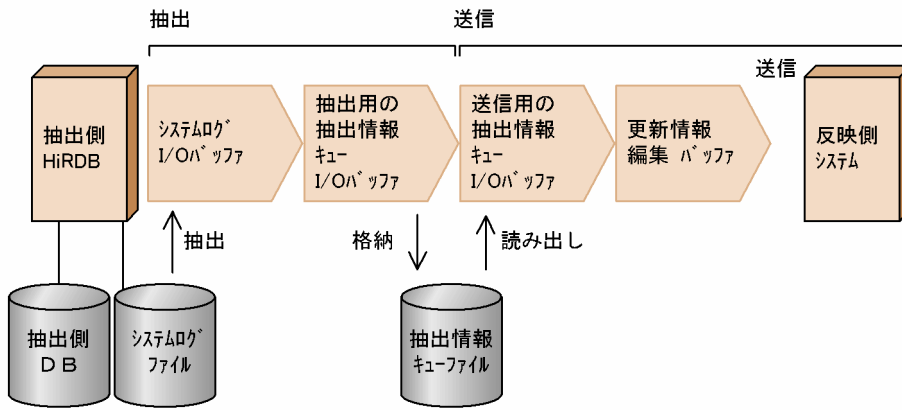 抽出
送信
送信
抽出側
HiRDB
ｼｽﾃﾑﾛｸﾞ
I/Oﾊﾞｯﾌｧ
抽出用の
抽出情報
ｷｭｰ
I/Oﾊﾞｯﾌｧ
送信用の
抽出情報
ｷｭｰ
I/Oﾊﾞｯﾌｧ
更新情報
編集 ﾊﾞｯﾌｧ
反映側
ｼｽﾃﾑ
抽出
格納
読み出し
抽出側
ＤＢ
ｼｽﾃﾑﾛｸﾞ
ﾌｧｲﾙ
抽出情報
ｷｭｰﾌｧｲﾙ